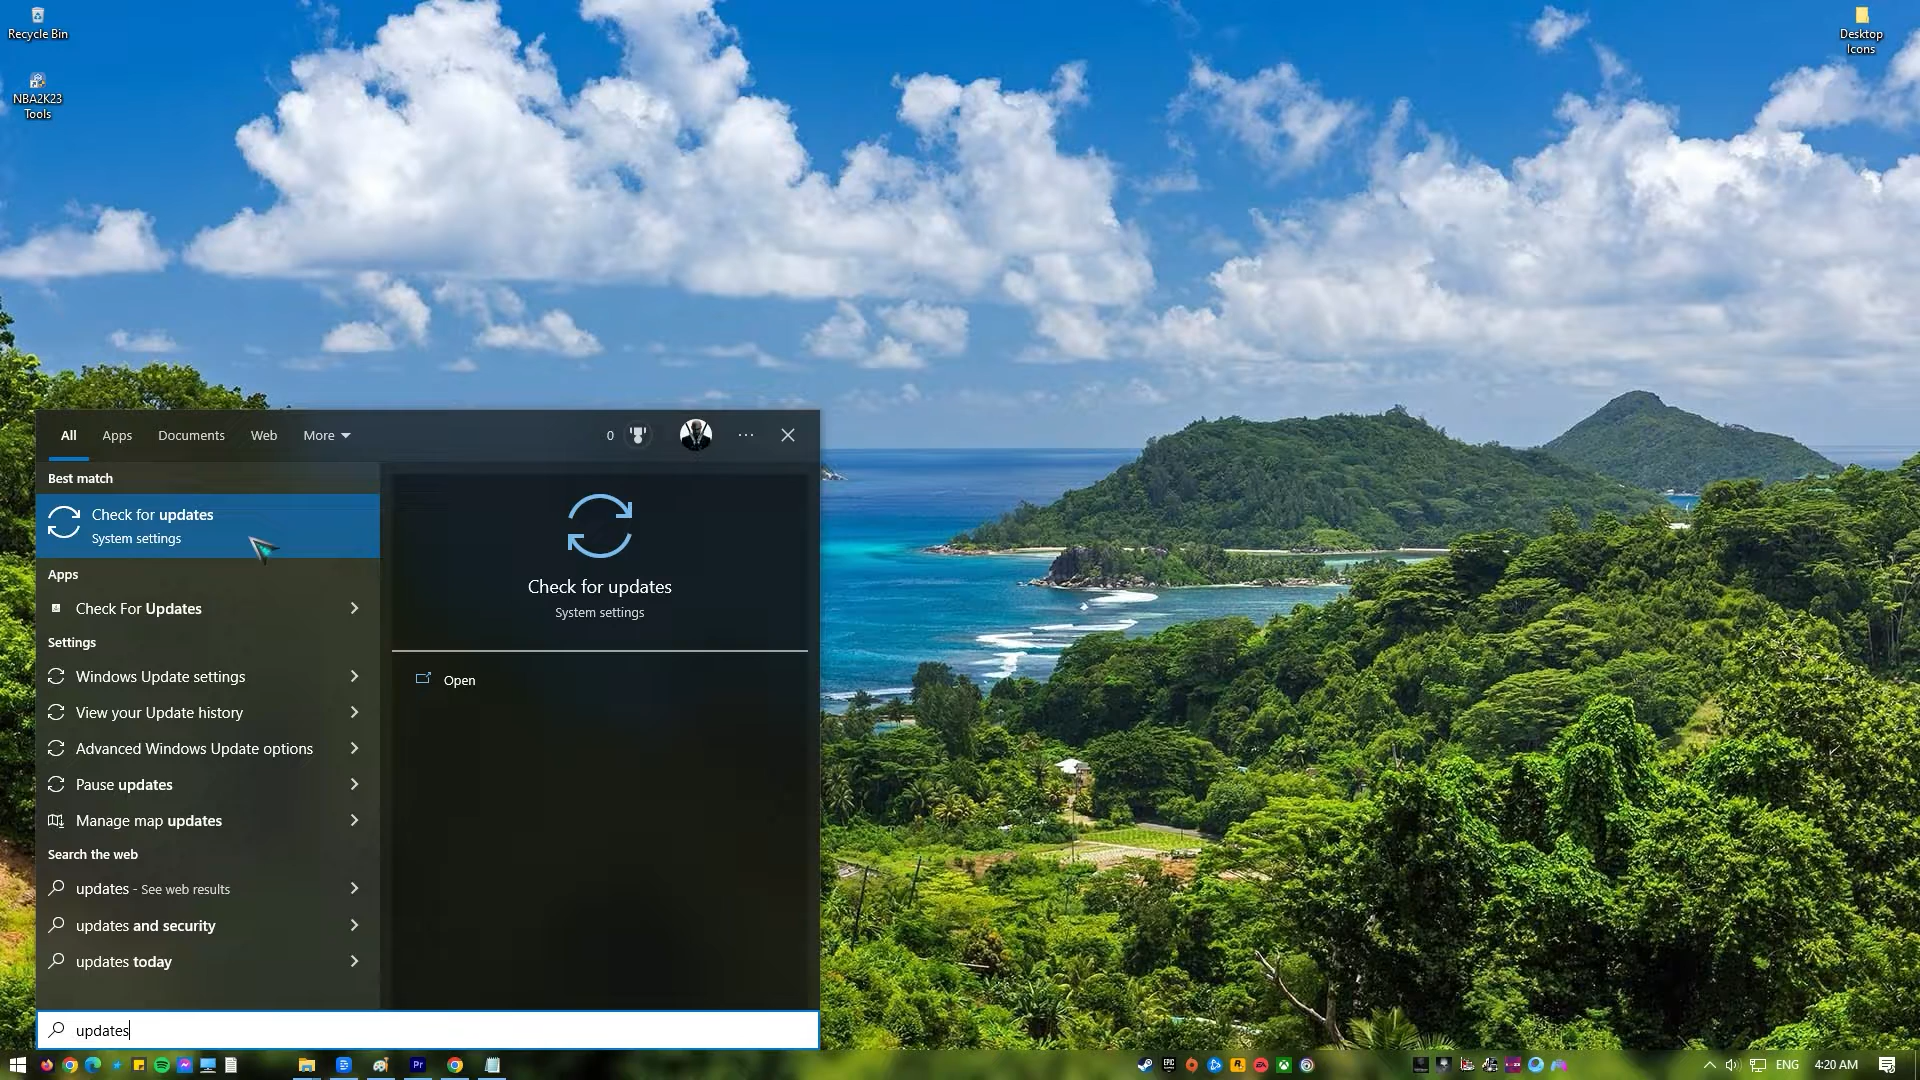 Recycle Bin
Desktop
Icons
NBA2K23
Tools
All Apps Documents Web More 0
Best match
Check for updates
System settings
Apps
Check For Updates
Settings
Windows Update settings
View your Update history
Advanced Windows Update options
Pause updates
Manage map updates
Search the web
updates - See web results
updates and security
updates today
Check for updates
System settings
Open
updates
Pr
EPIC
EA
ENG 4:20 AM